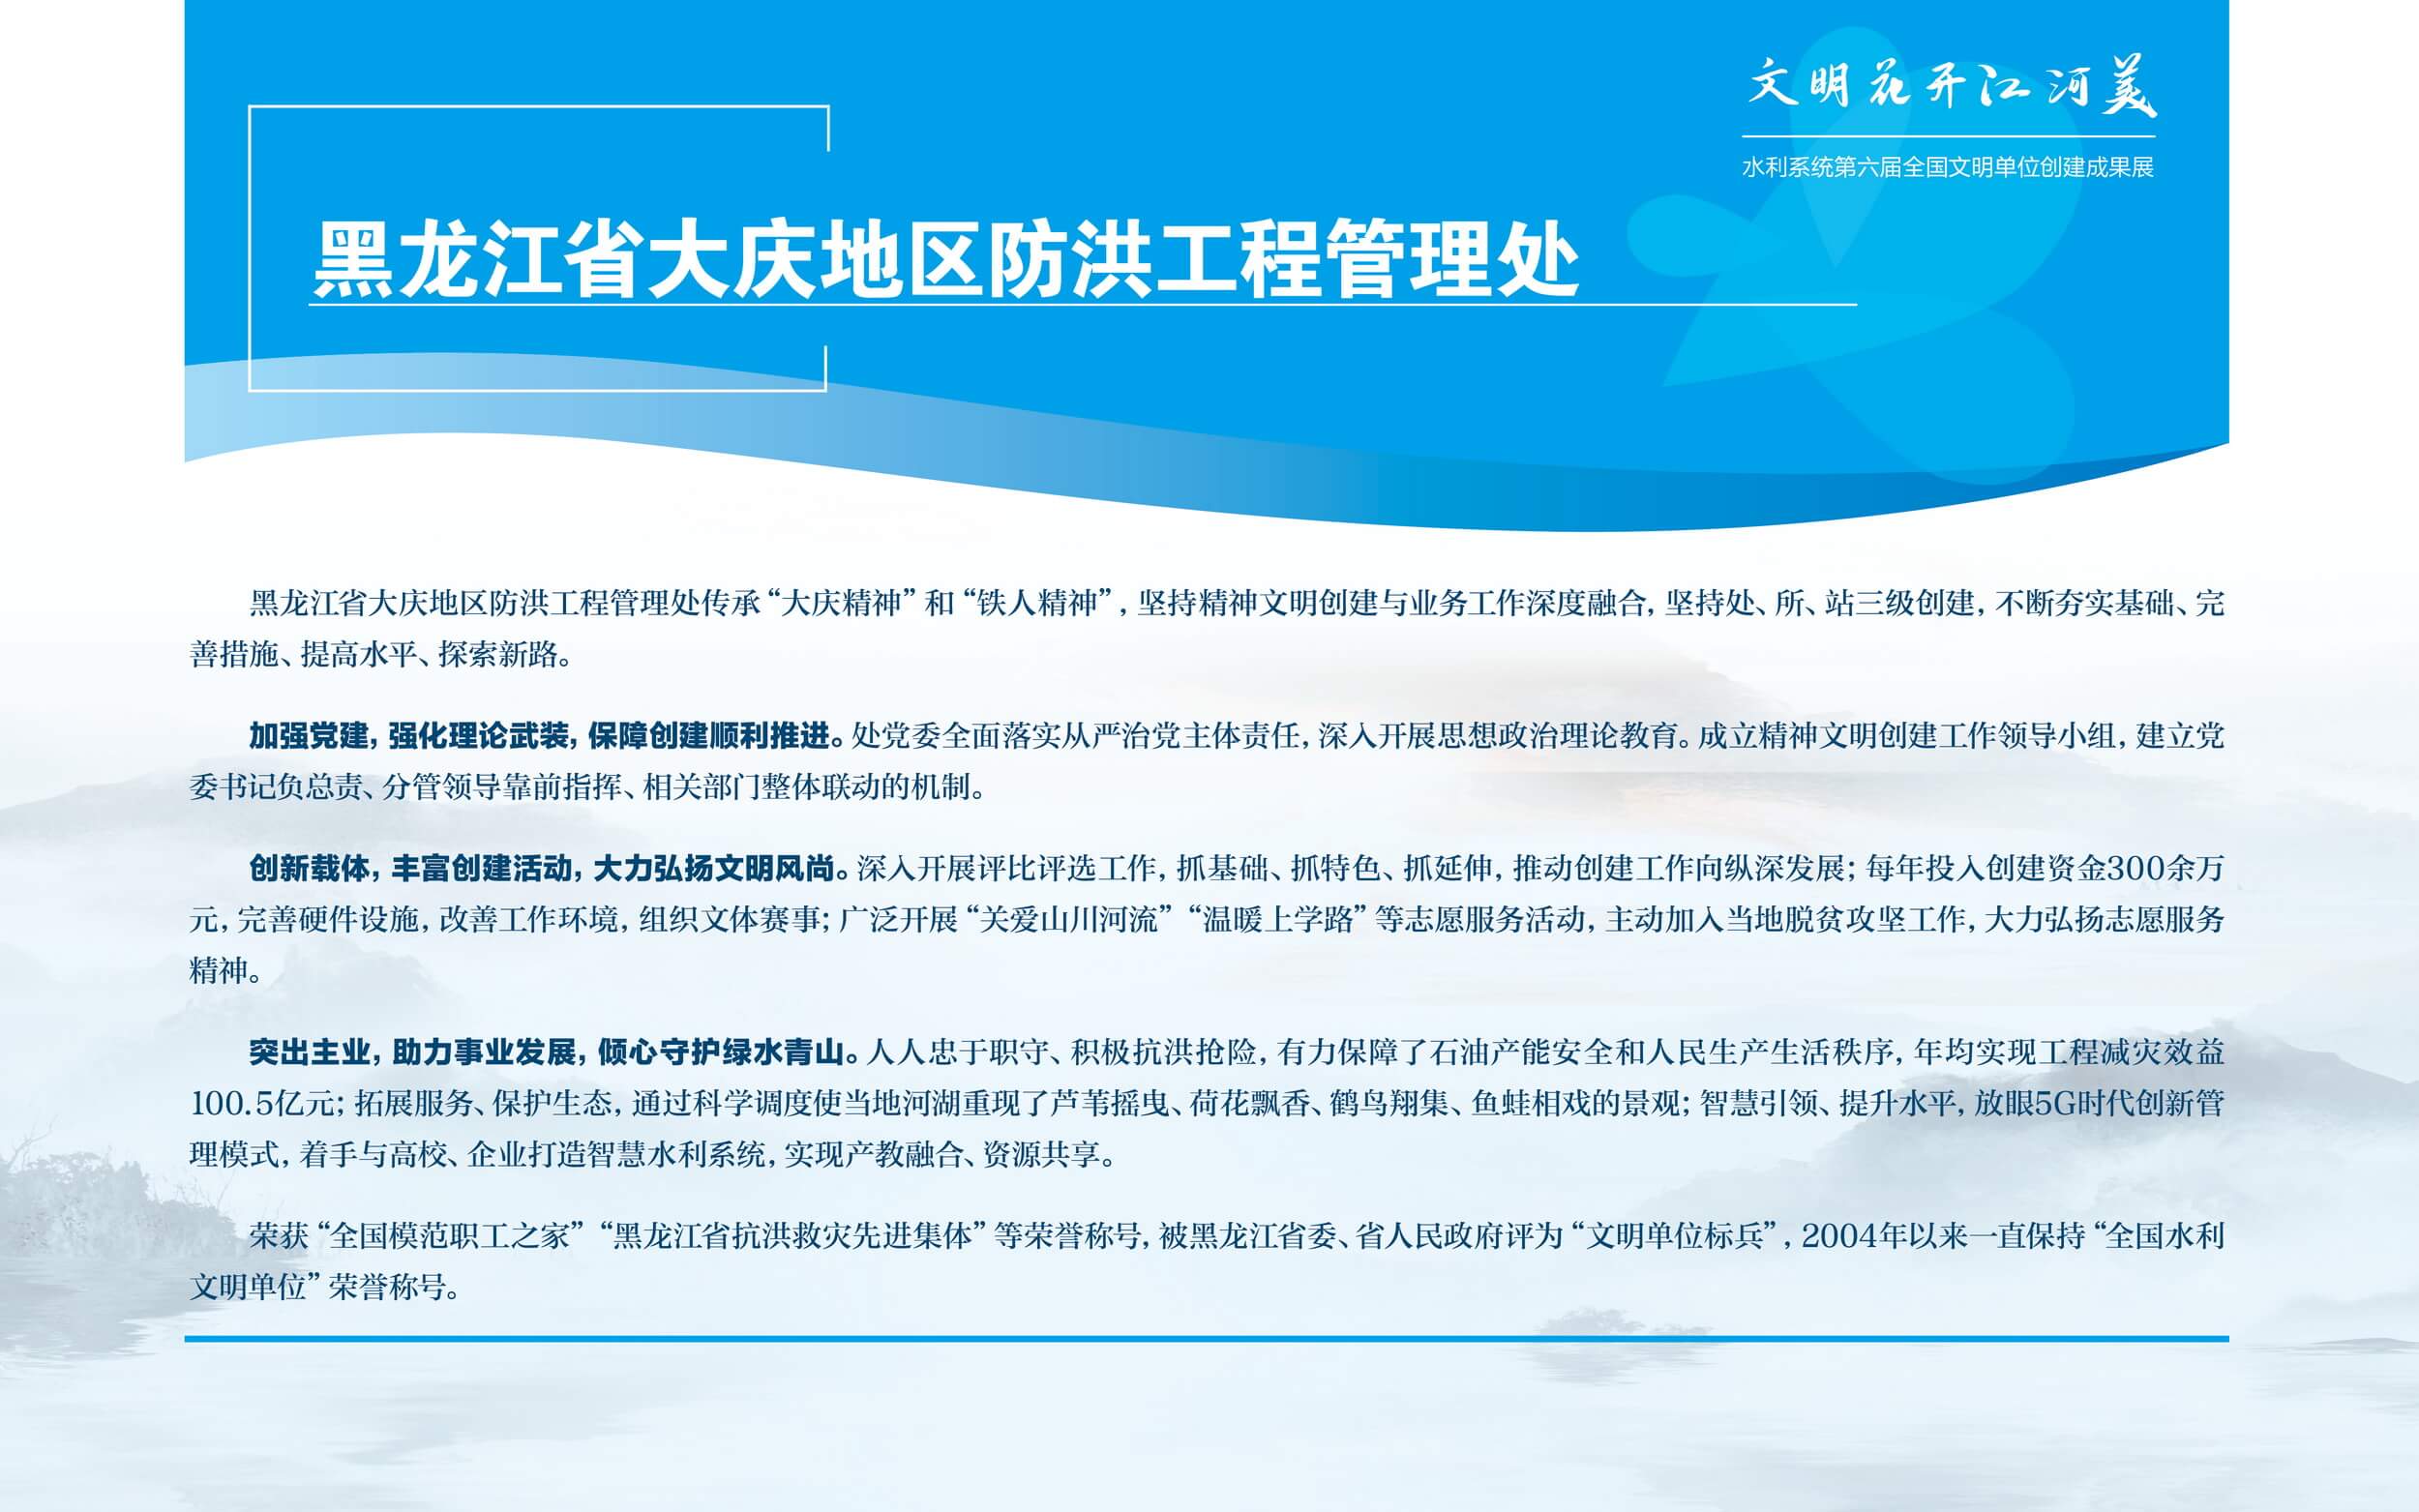 文明花开江河美
水利系统第六届全国文明单位创建成果展
黑龙江省大庆地区防洪工程管理处
黑龙江省大庆地区防洪工程管理处传承“大庆精神”和“铁人精神”，坚持精神文明创建与业务工作深度融合，坚持处、所、站三级创建，不断夯实基础、完
善措施、提高水平、探索新路。
加强党建，强化理论武装，保障创建顺利推进。处党委全面落实从严治党主体责任，深入开展思想政治理论教育。成立精神文明创建工作领导小组，建立党
委书记负总责、分管领导靠前指挥、相关部门整体联动的机制。
创新载体，丰富创建活动，大力弘扬文明风尚。深入开展评比评选工作，抓基础、抓特色、抓延伸，推动创建工作向纵深发展；每年投入创建资金300余万
元，完善硬件设施，改善工作环境，组织文体赛事；广泛开展“关爱山川河流”“温暖上学路”等志愿服务活动，主动加入当地脱贫攻坚工作，大力弘扬志愿服务
精神。
突出主业，助力事业发展，倾心守护绿水青山。人人忠于职守、积极抗洪抢险，有力保障了石油产能安全和人民生产生活秩序，年均实现工程减灾效益
100.5亿元；拓展服务、保护生态，通过科学调度使当地河湖重现了芦苇摇曳、荷花飘香、鹤鸟翔集、鱼蛙相戏的景观；智慧引领、提升水平，放眼5G时代创新管
理模式，着手与高校、企业打造智慧水利系统，实现产教融合、资源共享。
荣获“全国模范职工之家”“黑龙江省抗洪救灾先进集体”等荣誉称号，被黑龙江省委、省人民政府评为“文明单位标兵”，2004年以来一直保持“全国水利
文明单位”荣誉称号。